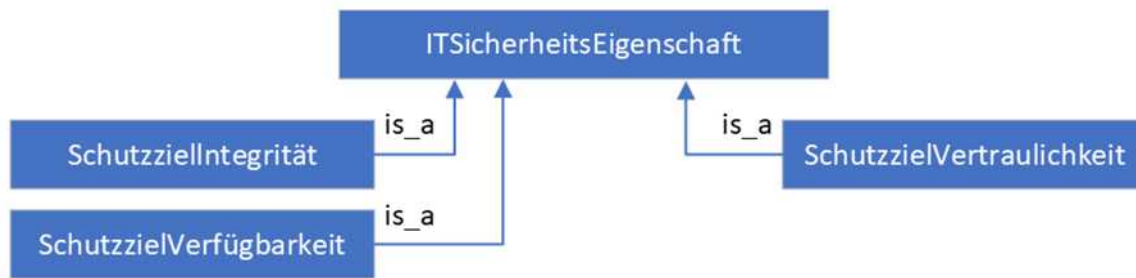 ITSicherheitsEigenschaft
is_a
is_a
SchutzzielIntegrität
SchutzzielVertraulichkeit
is_a
SchutzzielVerfügbarkeit